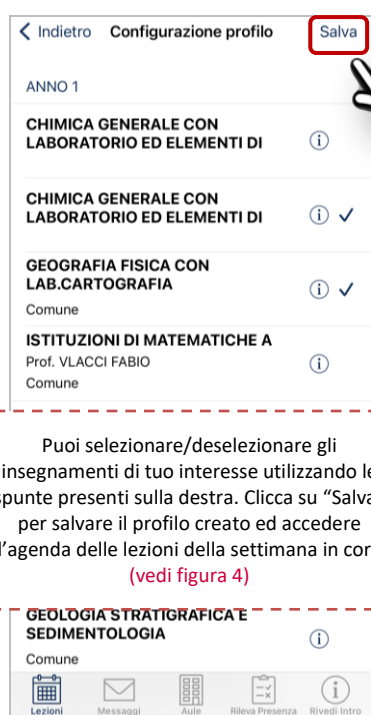 Indietro Configurazione profilo Salva
ANNO 1
CHIMICA GENERALE CON
LABORATORIO ED ELEMENTI DI
CHIMICA GENERALE CON
LABORATORIO ED ELEMENTI DI
GEOGRAFIA FISICA CON
LAB.CARTOGRAFIA
Comune
ISTITUZIONI DI MATEMATICHE A
Prof. VLACCI FABIO
Comune
Puoi selezionare/deselezionare gli
insegnamenti di tuo interesse utilizzando le
spunte presenti sulla destra. Clicca su “Salva
per salvare il profilo creato ed accedere
l’agenda delle lezioni della settimana in cor
(vedi figura 4)
GEOLOGIA STRATIGRAFICA E
SEDIMENTOLOGIA
Comune
Lezioni Messaggi Aule Rileva Presenza Rivedi Intro